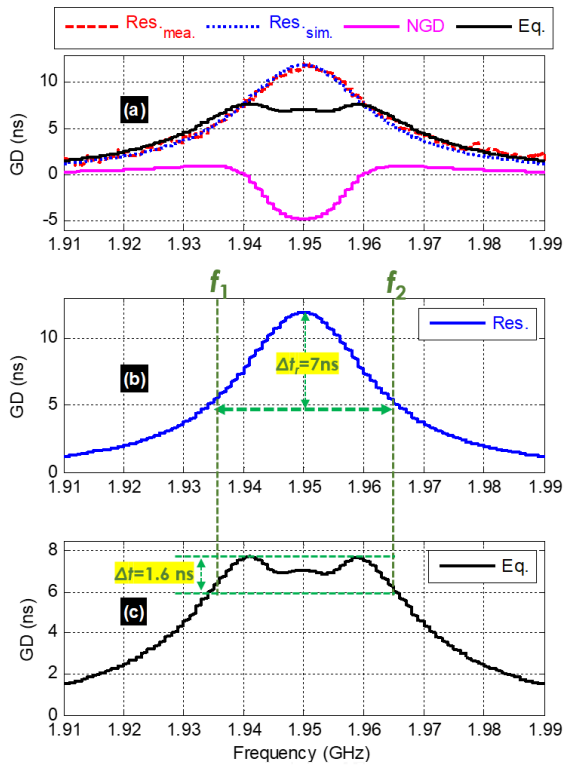 Res.mea. Res.sim. NGD Eq.
(a)
GD (ns)
10
5
0
-5
1.91 1.92 1.93 1.94 1.95 1.96 1.97 1.98 1.99
f1 f2
Res.
(b)
GD (ns)
10
5
0
Δtr=7ns
1.91 1.92 1.93 1.94 1.95 1.96 1.97 1.98 1.99
Eq.
(c)
GD (ns)
8
6
4
2
0
Δt=1.6 ns
1.91 1.92 1.93 1.94 1.95 1.96 1.97 1.98 1.99
Frequency (GHz)